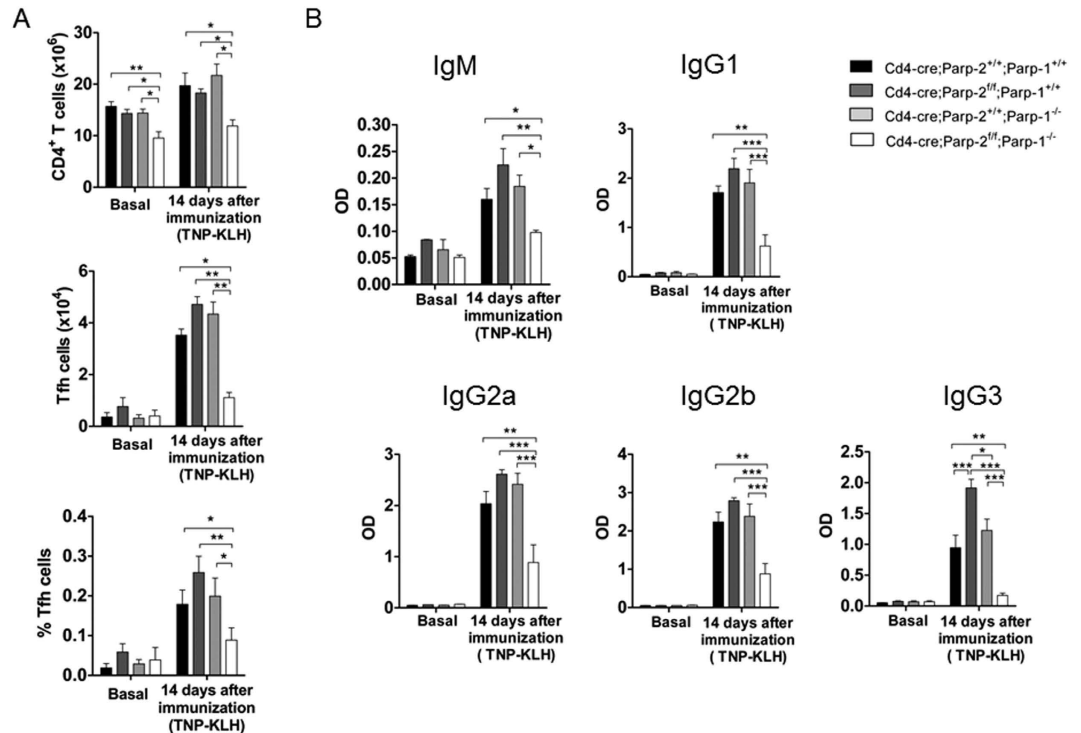 A
CD4+ T cells (x10^6)
30
20
10
0
** * *
* * *
Basal
14 days after
immunization
(TNP-KLH)
Tfh cells (x10^4)
6
4
2
0
* ** **
Basal
14 days after
immunization
(TNP-KLH)
% Tfh cells
0.4
0.3
0.2
0.1
0.0
* ** *
Basal
14 days after
immunization
(TNP-KLH)
B
IgM
OD
0.30
0.25
0.20
0.15
0.10
0.05
0.00
* ** *
Basal
14 days after
immunization
(TNP-KLH)
IgG1
OD
3
2
1
0
** *** ***
Basal
14 days after
immunization
( TNP-KLH)
Cd4-cre;Parp-2+/+;Parp-1+/+
Cd4-cre;Parp-2f/f;Parp-1+/+
Cd4-cre;Parp-2+/+;Parp-1-/-
Cd4-cre;Parp-2f/f;Parp-1-/-
IgG2a
OD
3
2
1
0
** *** ***
Basal
14 days after
immunization
( TNP-KLH)
IgG2b
OD
4
3
2
1
0
** *** ***
Basal
14 days after
immunization
( TNP-KLH)
IgG3
OD
2.5
2.0
1.5
1.0
0.5
0.0
** * *** *** ***
Basal
14 days after
immunization
( TNP-KLH)